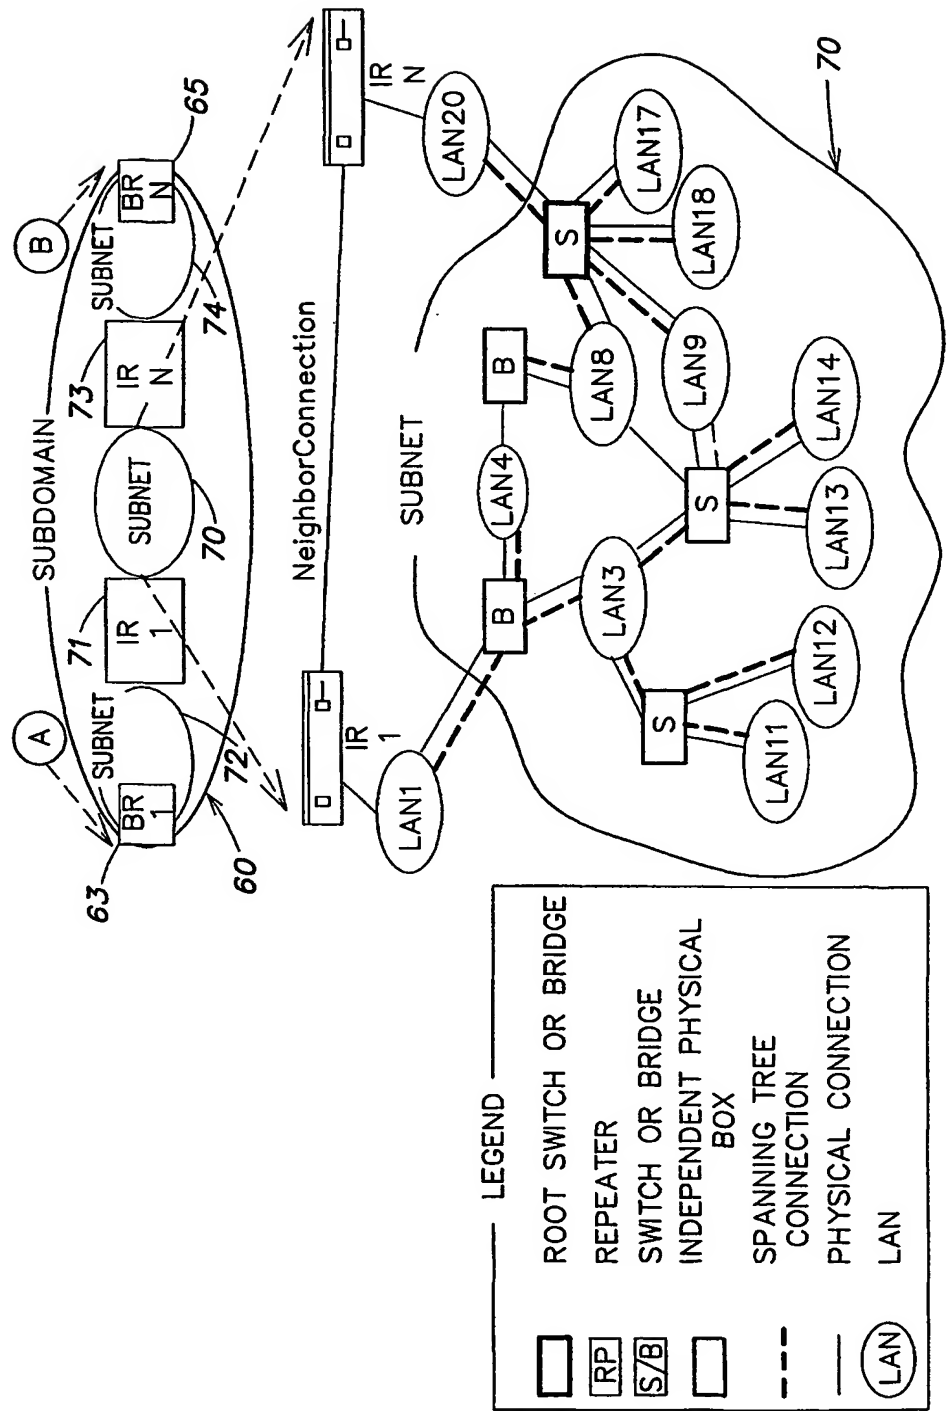 SUBDOMAIN
A
B
63
BR
1
SUBNET
71
IR
1
SUBNET
73
IR
N
SUBNET
BR
N
65
60
72
70
74
NeighborConnection
IR
1
IR
N
LAN1
LAN20
SUBNET
B
LAN4
B
S
LAN8
LAN17
LAN3
LAN9
LAN18
S
S
LAN11
LAN12
LAN13
LAN14
70
LEGEND
ROOT SWITCH OR BRIDGE
RP REPEATER
S/B SWITCH OR BRIDGE
INDEPENDENT PHYSICAL
BOX
SPANNING TREE
CONNECTION
PHYSICAL CONNECTION
LAN LAN